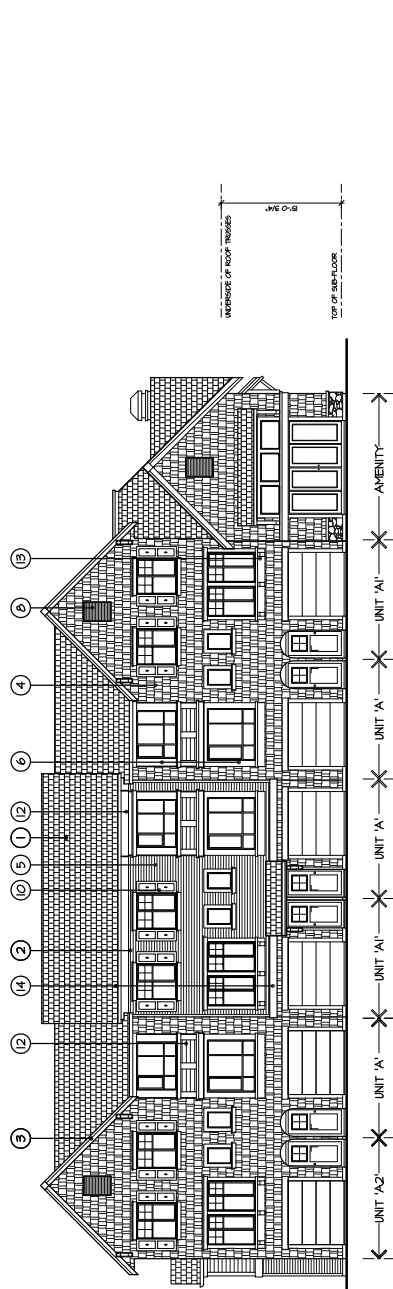 3
12
14
2
10
5
1
12
6
4
8
13
UNDERSIDE OF ROOF TRUSSES
15'-0 3/4"
TOP OF SUB-FLOOR
UNIT 'A2'
UNIT 'A'
UNIT 'A1'
UNIT 'A'
UNIT 'A'
UNIT 'A1'
AMENITY